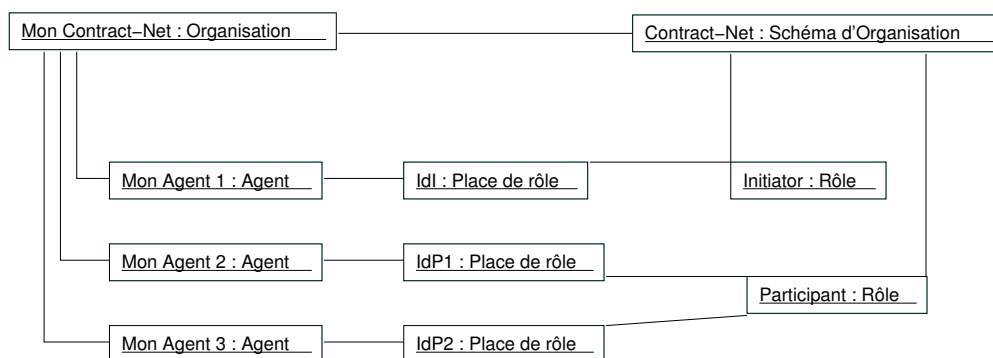 Mon Contract−Net : Organisation
Contract−Net : Schéma d'Organisation
Mon Agent 1 : Agent
IdI : Place de rôle
Initiator : Rôle
Mon Agent 2 : Agent
IdP1 : Place de rôle
Participant : Rôle
Mon Agent 3 : Agent
IdP2 : Place de rôle